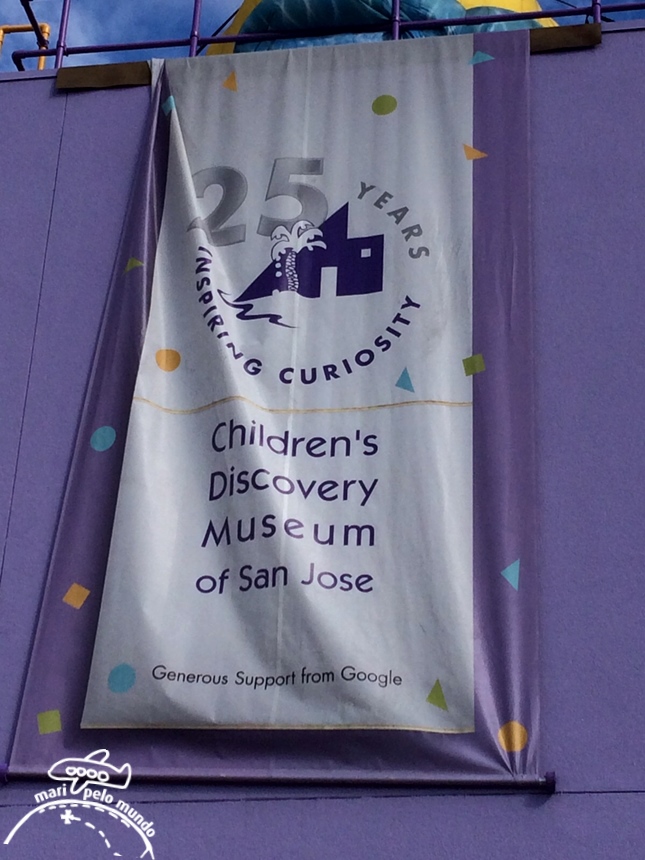 25 YEARS
INSPIRING CURIOSITY
Children's
Discovery
Museum
of San Jose
Generous Support from Google
mari pelo mundo